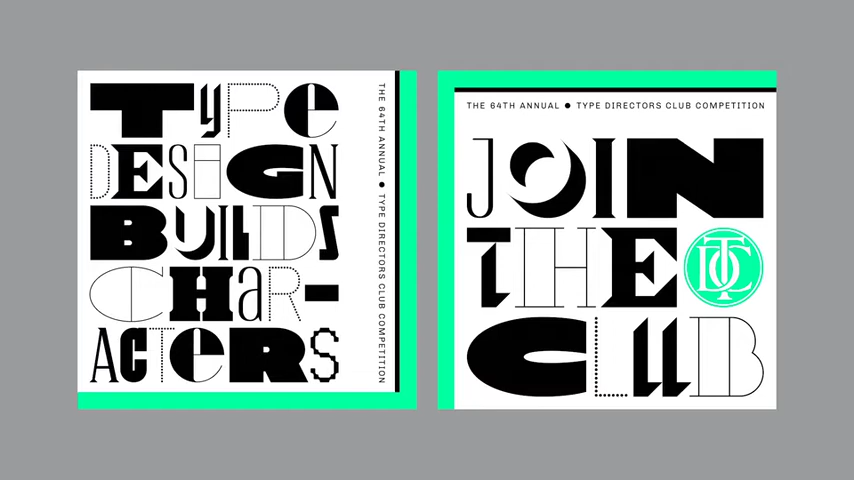 TyPe
DESiGN
BUILDS
CHaR-
ACTeRS
THE 64TH ANNUAL ● TYPE DIRECTORS CLUB COMPETITION
THE 64TH ANNUAL ● TYPE DIRECTORS CLUB COMPETITION
JOIN
THE TDC
CLUB